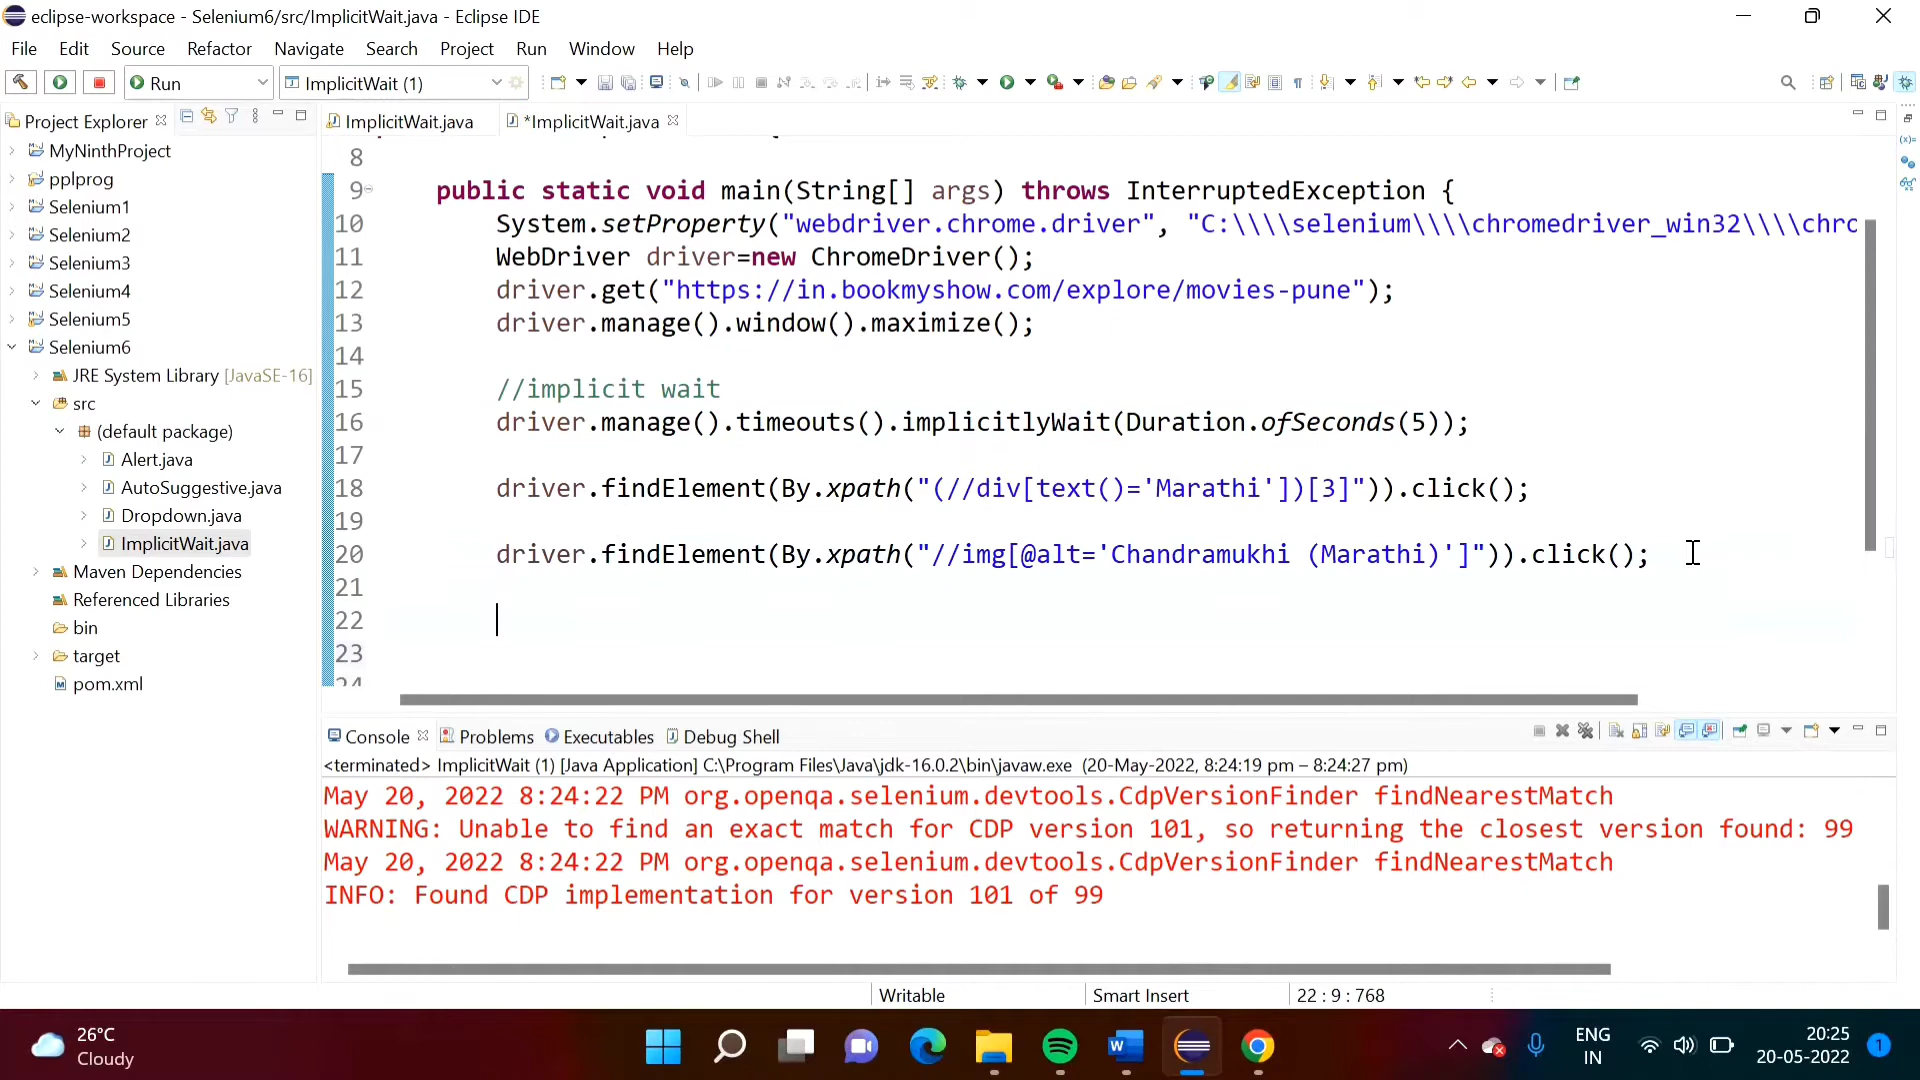 eclipse-workspace - Selenium6/src/ImplicitWait.java - Eclipse IDE
File Edit Source Refactor Navigate Search Project Run Window Help
Run
ImplicitWait (1)
Project Explorer
MyNinthProject
pplprog
Selenium1
Selenium2
Selenium3
Selenium4
Selenium5
Selenium6
JRE System Library [JavaSE-16]
src
(default package)
Alert.java
AutoSuggestive.java
Dropdown.java
ImplicitWait.java
Maven Dependencies
Referenced Libraries
bin
target
pom.xml
ImplicitWait.java
*ImplicitWait.java
8
9 public static void main(String[] args) throws InterruptedException {
10 System.setProperty("webdriver.chrome.driver", "C:\\\\selenium\\\\chromedriver_win32\\\\chro
11 WebDriver driver=new ChromeDriver();
12 driver.get("https://in.bookmyshow.com/explore/movies-pune");
13 driver.manage().window().maximize();
14
15 //implicit wait
16 driver.manage().timeouts().implicitlyWait(Duration.ofSeconds(5));
17
18 driver.findElement(By.xpath("(//div[text()='Marathi'])[3]")).click();
19
20 driver.findElement(By.xpath("//img[@alt='Chandramukhi (Marathi)']")).click();
21
22
23
24
Console Problems Executables Debug Shell
<terminated> ImplicitWait (1) [Java Application] C:\Program Files\Java\jdk-16.0.2\bin\javaw.exe (20-May-2022, 8:24:19 pm – 8:24:27 pm)
May 20, 2022 8:24:22 PM org.openqa.selenium.devtools.CdpVersionFinder findNearestMatch
WARNING: Unable to find an exact match for CDP version 101, so returning the closest version found: 99
May 20, 2022 8:24:22 PM org.openqa.selenium.devtools.CdpVersionFinder findNearestMatch
INFO: Found CDP implementation for version 101 of 99
Writable
Smart Insert
22 : 9 : 768
26°C
Cloudy
ENG
IN
20:25
20-05-2022
1